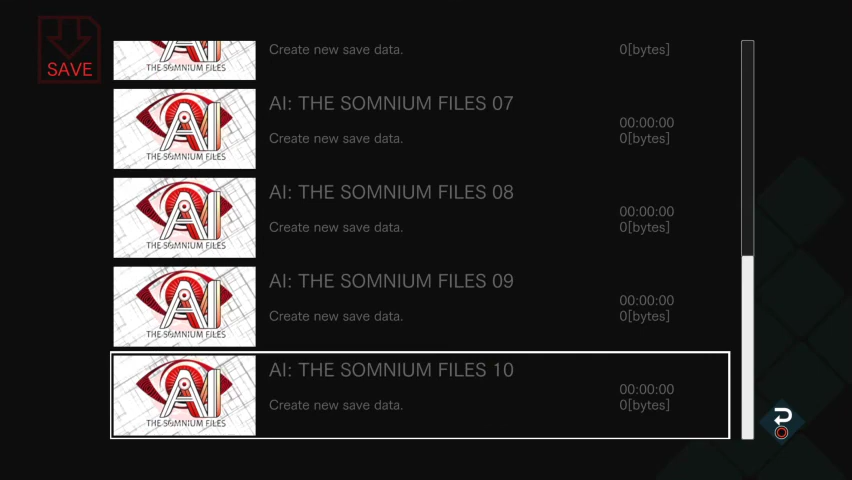 SAVE
Create new save data.
0[bytes]
THE SOMNIUM FILES
AI: THE SOMNIUM FILES 07
00:00:00
Create new save data.
0[bytes]
AI
THE SOMNIUM FILES
AI: THE SOMNIUM FILES 08
00:00:00
Create new save data.
0[bytes]
AI
THE SOMNIUM FILES
AI: THE SOMNIUM FILES 09
00:00:00
Create new save data.
0[bytes]
AI
THE SOMNIUM FILES
AI: THE SOMNIUM FILES 10
00:00:00
Create new save data.
0[bytes]
AI
THE SOMNIUM FILES